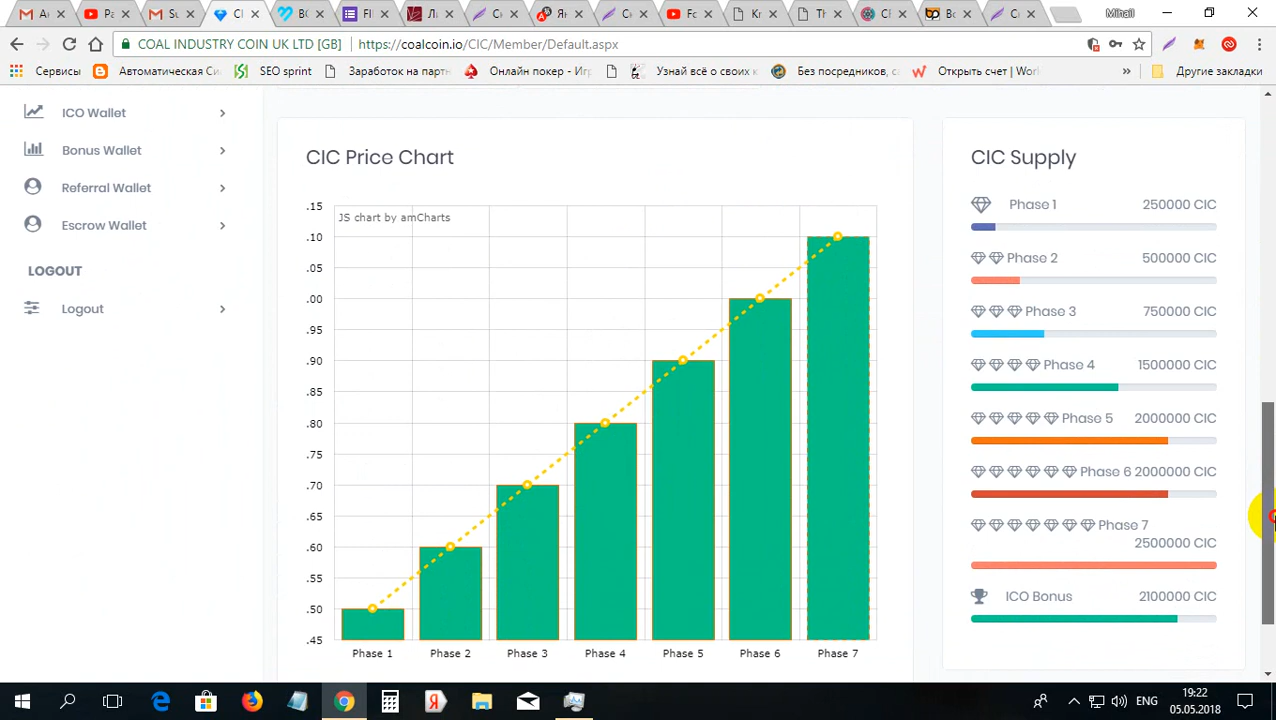 Mihail
COAL INDUSTRY COIN UK LTD [GB]
https://coalcoin.io/CIC/Member/Default.aspx
Сервисы
Автоматическая Си
SEO sprint
Заработок на партн
Онлайн покер - Игр
Узнай всё о своих к
Без посредников, са
Открыть счет | Worl
»
Другие закладки
ICO Wallet
Bonus Wallet
Referral Wallet
Escrow Wallet
LOGOUT
Logout
CIC Price Chart
JS chart by amCharts
.15
.10
.05
.00
.95
.90
.85
.80
.75
.70
.65
.60
.55
.50
.45
Phase 1
Phase 2
Phase 3
Phase 4
Phase 5
Phase 6
Phase 7
CIC Supply
Phase 1 250000 CIC
Phase 2 500000 CIC
Phase 3 750000 CIC
Phase 4 1500000 CIC
Phase 5 2000000 CIC
Phase 6 2000000 CIC
Phase 7
2500000 CIC
ICO Bonus 2100000 CIC
ENG
19:22
05.05.2018